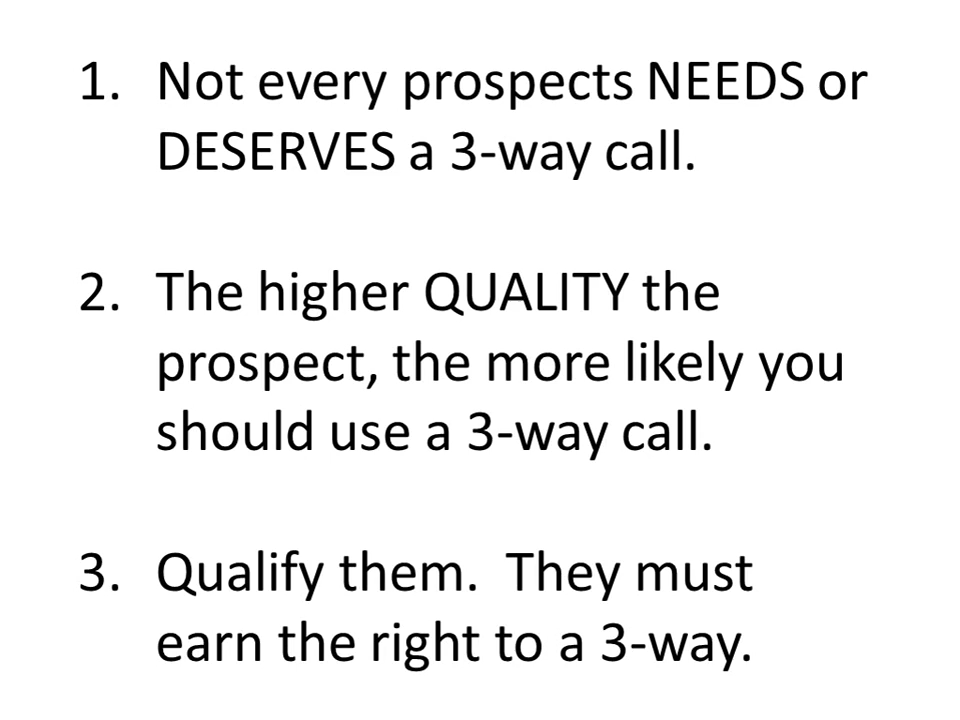 1. Not every prospects NEEDS or
DESERVES a 3-way call.
2. The higher QUALITY the
prospect, the more likely you
should use a 3-way call.
3. Qualify them.  They must
earn the right to a 3-way.